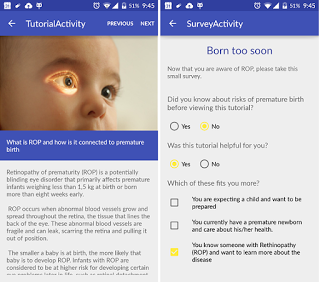 51% 9:45
TutorialActivity PREVIOUS NEXT
What is ROP and how is it connected to premature
birth
Retinopathy of prematurity (ROP) is a potentially
blinding eye disorder that primarily affects premature
infants weighing less than 1,5 kg at birth or born
more than eight weeks early.
ROP occurs when abnormal blood vessels grow and
spread throughout the retina, the tissue that lines the
back of the eye. These abnormal blood vessels are
fragile and can leak, scarring the retina and pulling it
out of position.
The smaller a baby is at birth, the more likely that
baby is to develop ROP. Infants with ROP are
considered to be at higher risk for developing certain
51% 9:45
SurveyActivity
Born too soon
Now that you are aware of ROP, please take this
small survey.
Did you know about risks of premature birth
before viewing this tutorial?
Yes No
Was this tutorial helpful for you?
Yes No
Which of these fits you more?
You are expecting a child and want to be
prepared
You currently have a premature newborn
and care about his/her health.
You know someone with Rethinopathy
(ROP) and want to learn more about the
disease